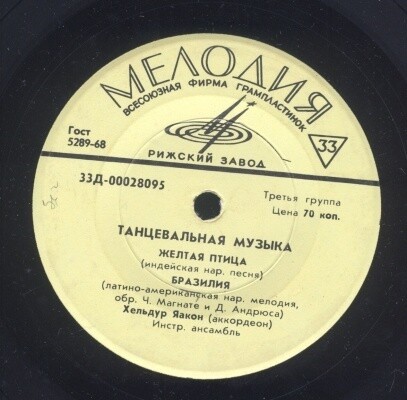 МЕЛОДИЯ
ВСЕСОЮЗНАЯ ФИРМА ГРАМПЛАСТИНОК
Гост
5289-68
33
РИЖСКИЙ ЗАВОД
33Д-00028095
Третья группа
Цена 70 коп.
ТАНЦЕВАЛЬНАЯ МУЗЫКА
ЖЕЛТАЯ ПТИЦА
(индейская нар. песня)
БРАЗИЛИЯ
(латино-американская нар. мелодия,
обр. Ч. Магнате и Д. Андрюса)
Хельдур Яакон (аккордеон)
Инстр. ансамбль